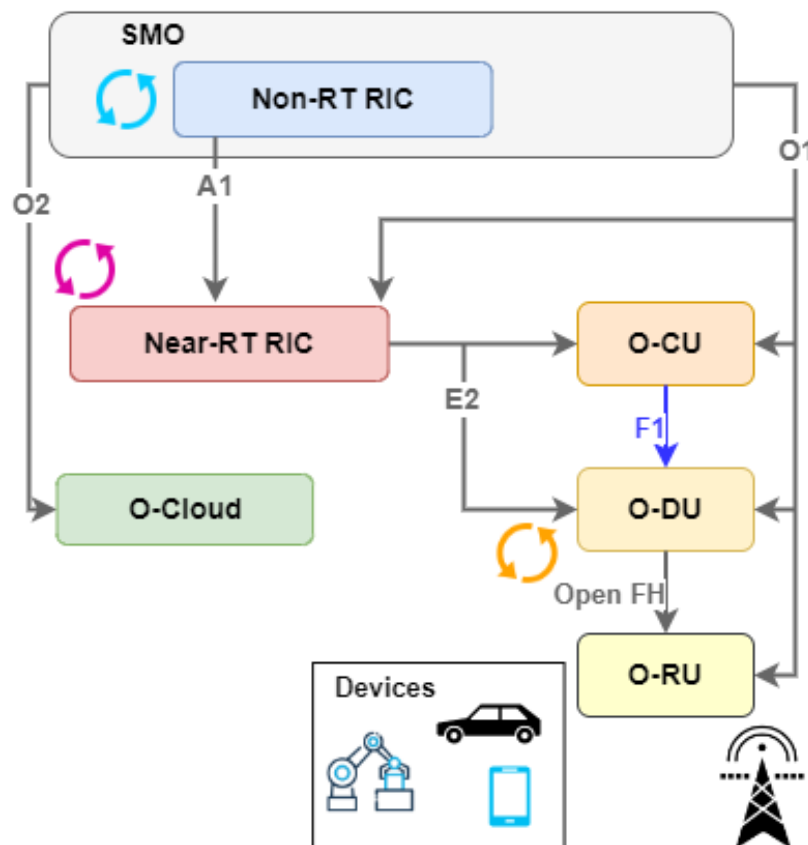 SMO
Non-RT RIC
O1
A1
O2
Near-RT RIC
O-CU
E2
F1
O-Cloud
O-DU
Open FH
O-RU
Devices